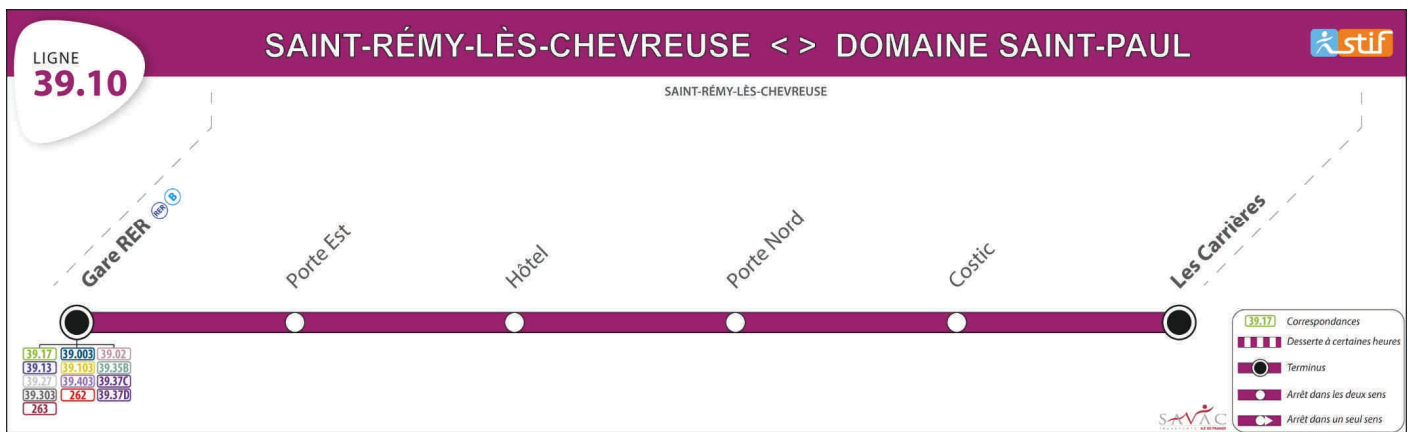 LIGNE
39.10
SAINT-RÉMY-LÈS-CHEVREUSE < > DOMAINE SAINT-PAUL
stif
SAINT-RÉMY-LÈS-CHEVREUSE
Gare RER RER B
Porte Est
Hôtel
Porte Nord
Costic
Les Carrières
39.17 39.003 39.02
39.13 39.103 39.35B
39.27 39.403 39.37C
39.303 262 39.37D
263
39.17 Correspondances
Desserte à certaines heures
Terminus
Arrêt dans les deux sens
Arrêt dans un seul sens
SAVAC